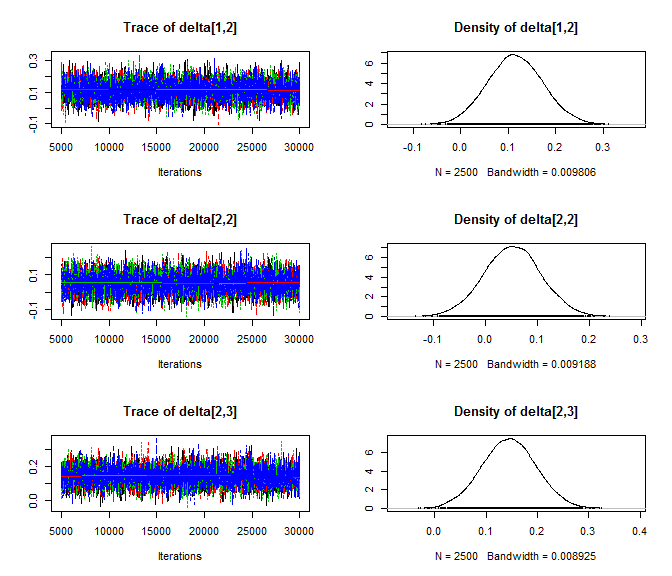 Trace of delta[1,2]
0.3
0.1
-0.1
5000 10000 15000 20000 25000 30000
Iterations
Density of delta[1,2]
6
4
2
0
-0.1 0.0 0.1 0.2 0.3
N = 2500 Bandwidth = 0.009806
Trace of delta[2,2]
0.1
-0.1
5000 10000 15000 20000 25000 30000
Iterations
Density of delta[2,2]
6
4
2
0
-0.1 0.0 0.1 0.2 0.3
N = 2500 Bandwidth = 0.009188
Trace of delta[2,3]
0.2
0.0
5000 10000 15000 20000 25000 30000
Iterations
Density of delta[2,3]
6
4
2
0
0.0 0.1 0.2 0.3 0.4
N = 2500 Bandwidth = 0.008925